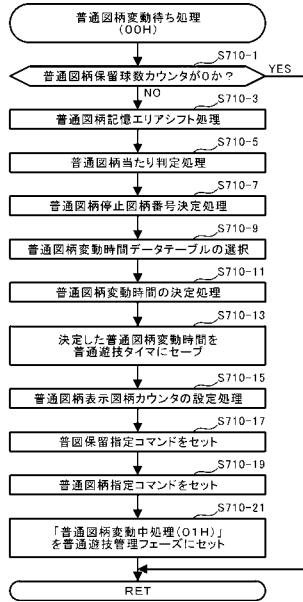 普通図柄変動待ち処理
(00H)
S710-1
普通図柄保留球数カウンタが0か?
YES
NO
S710-3
普通図柄記憶エリアシフト処理
S710-5
普通図柄当たり判定処理
S710-7
普通図柄停止図柄番号決定処理
S710-9
普通図柄変動時間データテーブルの選択
S710-11
普通図柄変動時間の決定処理
S710-13
決定した普通図柄変動時間を
普通遊技タイマにセーブ
S710-15
普通図柄表示図柄カウンタの設定処理
S710-17
普図保留指定コマンドをセット
S710-19
普通図柄指定コマンドをセット
S710-21
「普通図柄変動中処理(01H)」
を普通遊技管理フェーズにセット
RET